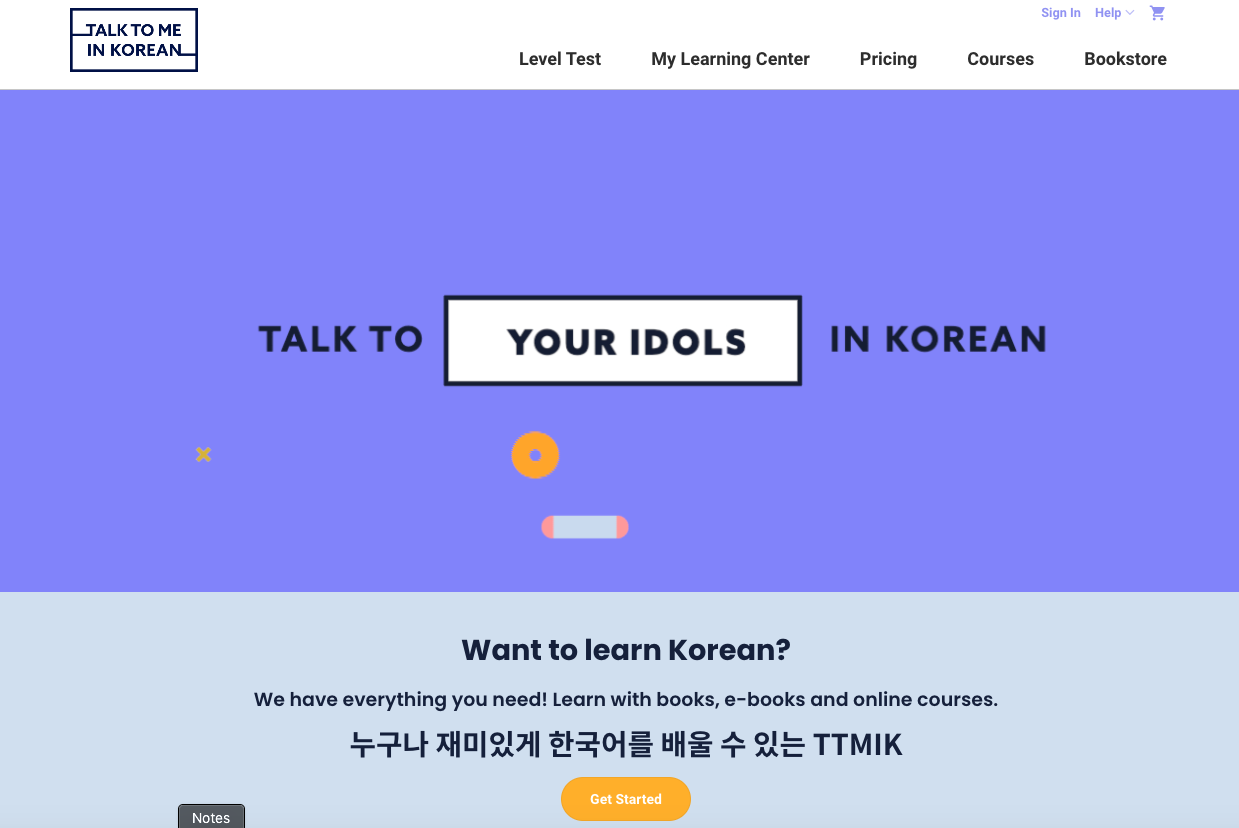 TALK TO ME
IN KOREAN
Sign In Help
Level Test My Learning Center Pricing Courses Bookstore
TALK TO YOUR IDOLS IN KOREAN
Want to learn Korean?
We have everything you need! Learn with books, e-books and online courses.
누구나 재미있게 한국어를 배울 수 있는 TTMIK
Get Started
Notes